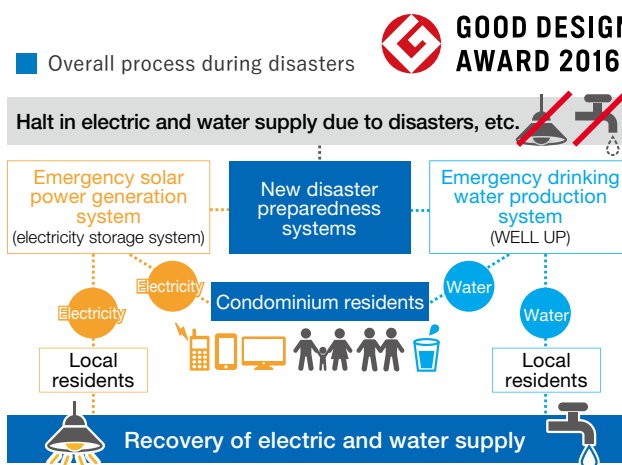 GOOD DESIGN
AWARD 2016
Overall process during disasters
Halt in electric and water supply due to disasters, etc.
Emergency solar
power generation
system
(electricity storage system)
New disaster
preparedness
systems
Emergency drinking
water production
system
(WELL UP)
Electricity
Condominium residents
Water
Electricity
Water
Local
residents
Local
residents
Recovery of electric and water supply